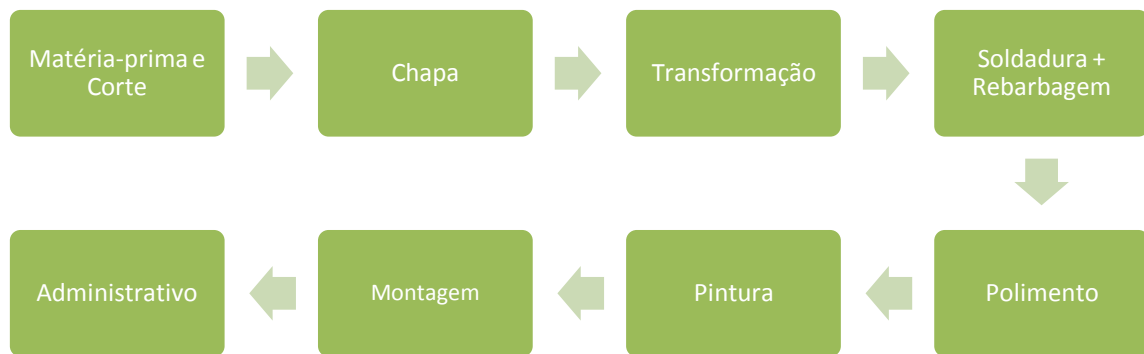 Matéria-prima e
Corte
Chapa
Transformação
Soldadura +
Rebarbagem
Polimento
Pintura
Montagem
Administrativo